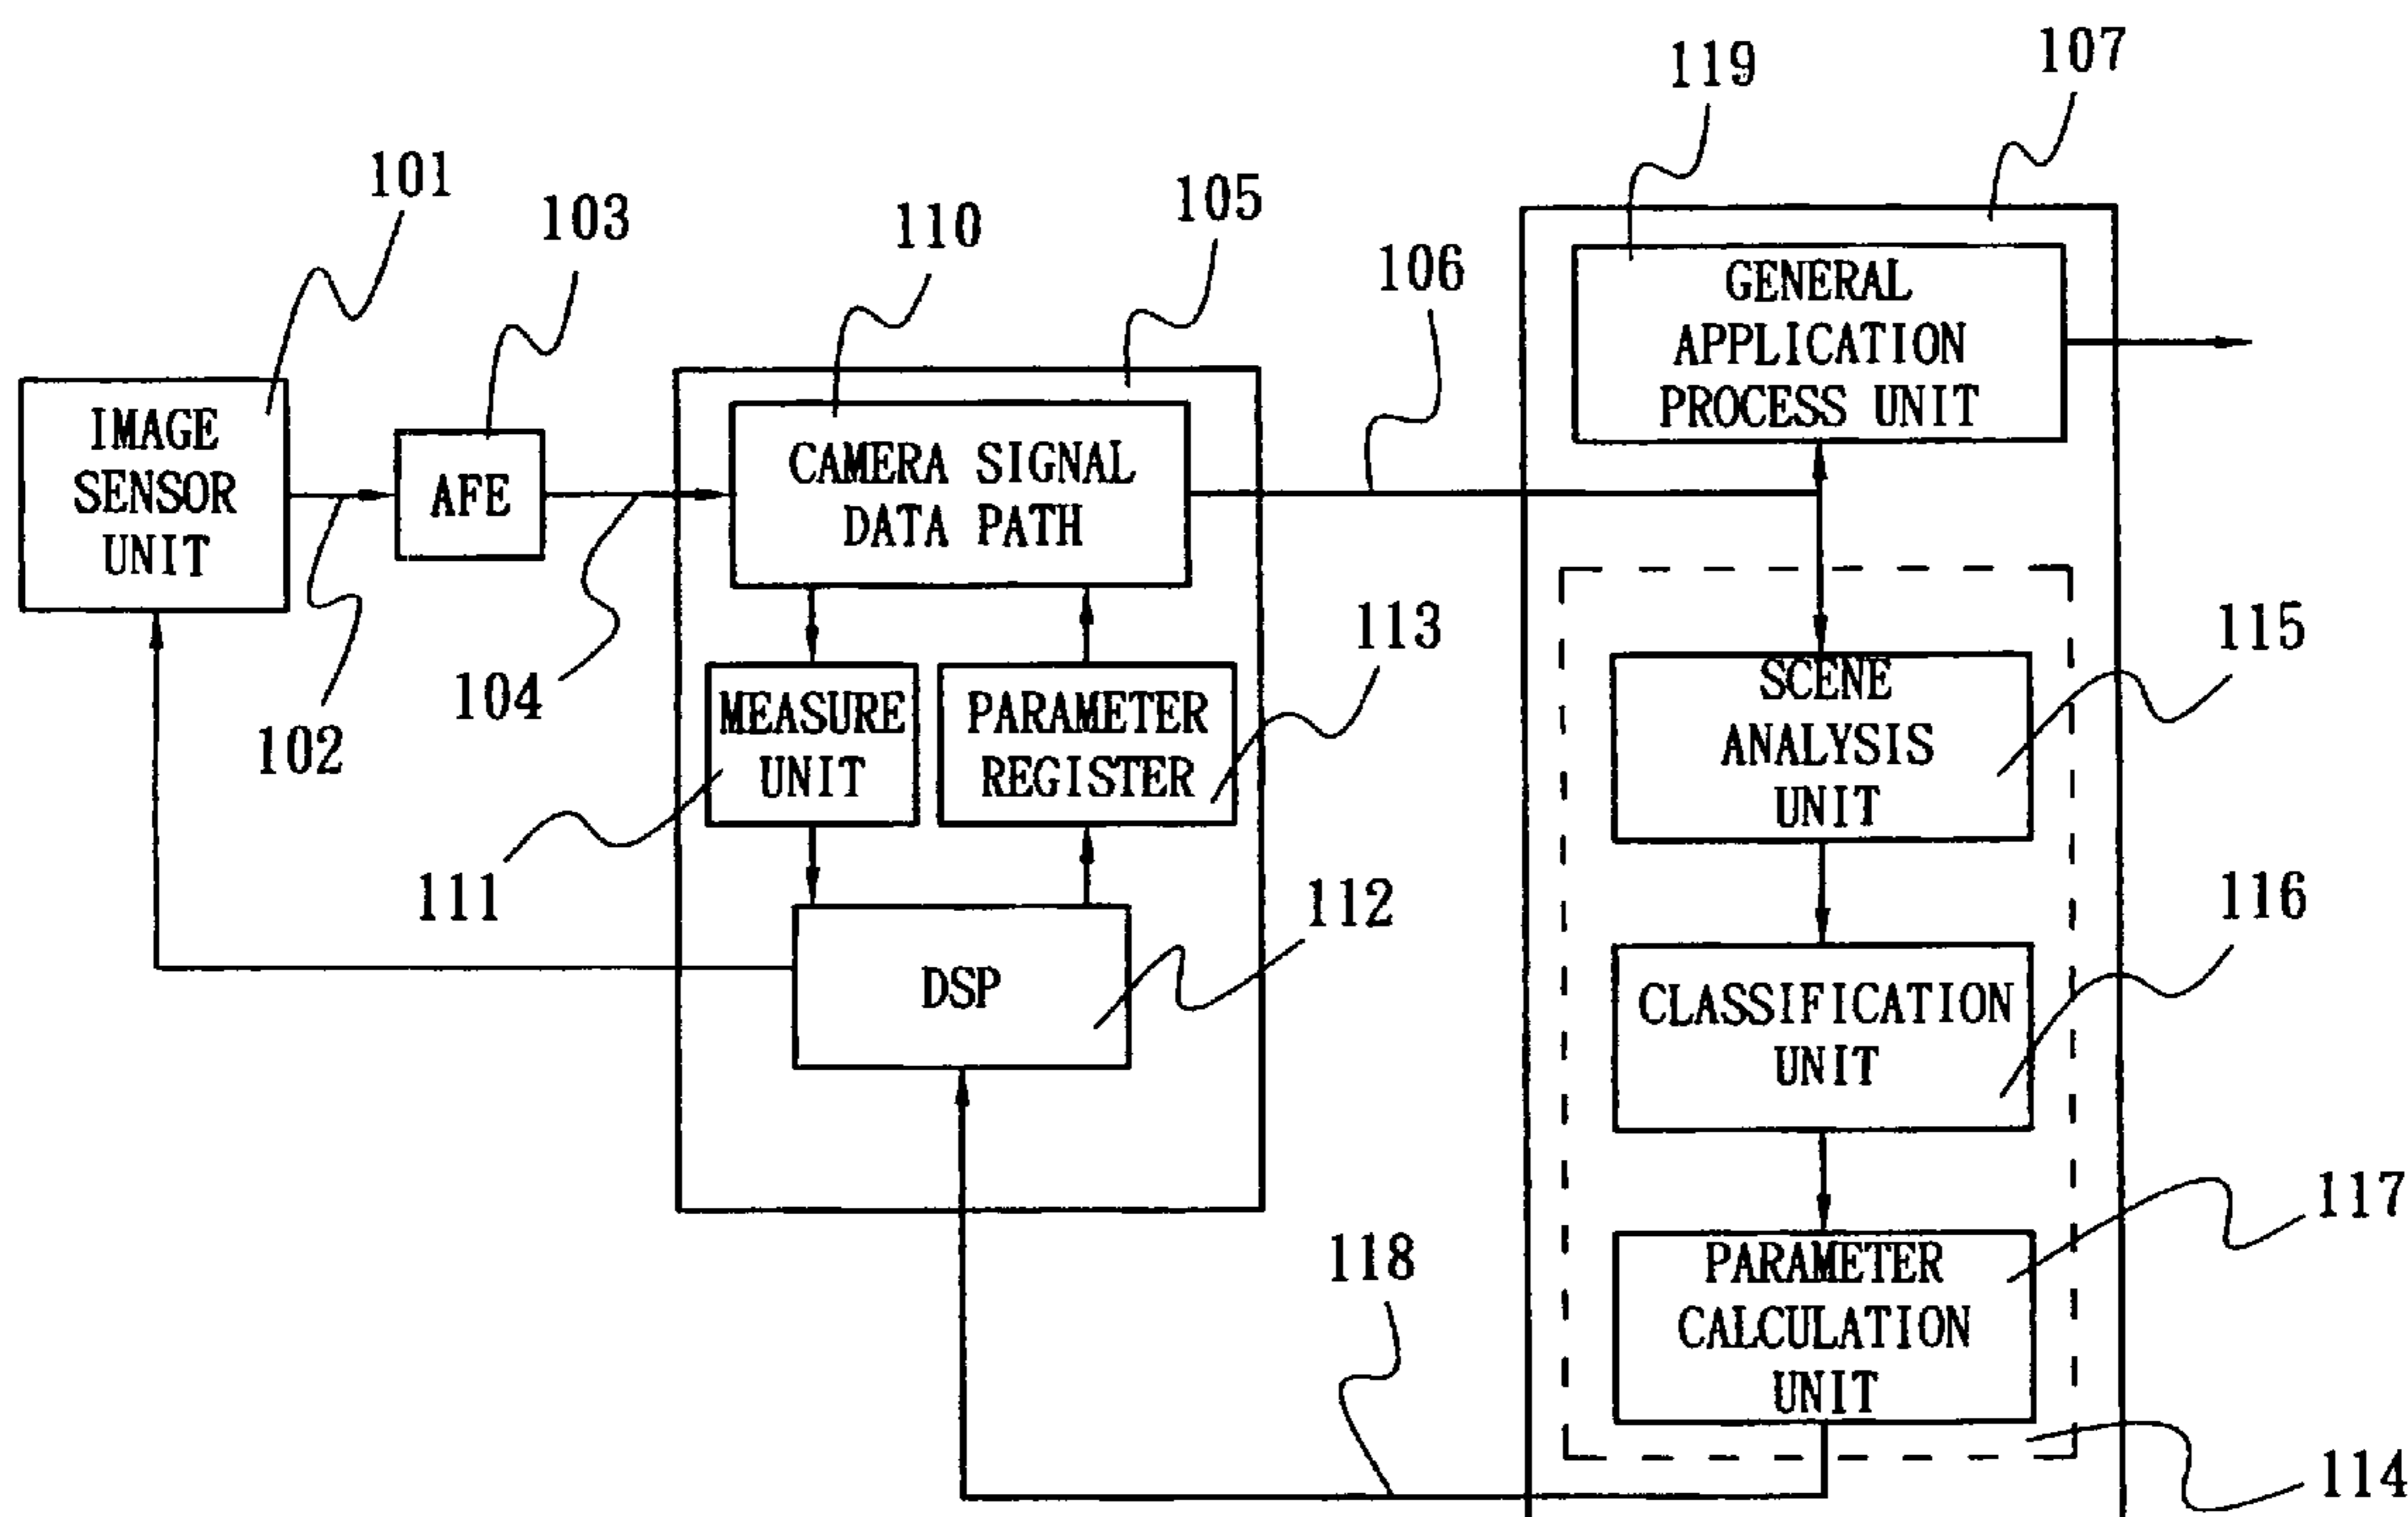 107
119
101
105
103
110
106
GENERAL
APPLICATION
PROCESS UNIT
IMAGE
SENSOR
UNIT
AFE
CAMERA SIGNAL
DATA PATH
102
104
113
115
MEASURE
UNIT
PARAMETER
REGISTER
SCENE
ANALYSIS
UNIT
111
112
116
DSP
CLASSIFICATION
UNIT
117
118
PARAMETER
CALCULATION
UNIT
114